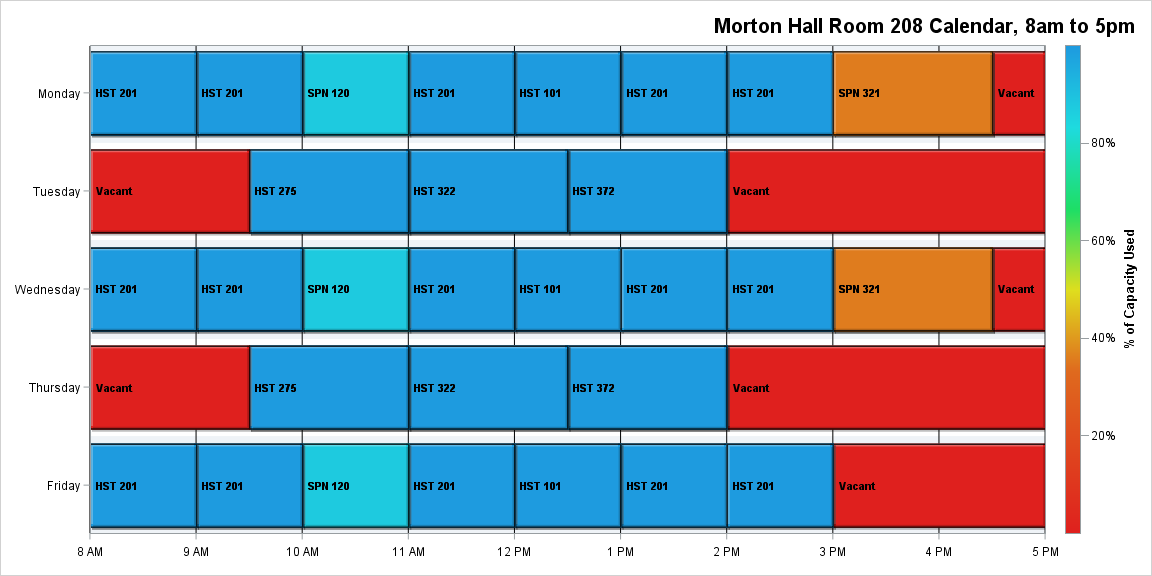 Morton Hall Room 208 Calendar, 8am to 5pm
Monday
HST 201
HST 201
SPN 120
HST 201
HST 101
HST 201
HST 201
SPN 321
Vacant
Tuesday
Vacant
HST 275
HST 322
HST 372
Vacant
Wednesday
HST 201
HST 201
SPN 120
HST 201
HST 101
HST 201
HST 201
SPN 321
Vacant
Thursday
Vacant
HST 275
HST 322
HST 372
Vacant
Friday
HST 201
HST 201
SPN 120
HST 201
HST 101
HST 201
HST 201
Vacant
8 AM
9 AM
10 AM
11 AM
12 PM
1 PM
2 PM
3 PM
4 PM
5 PM
80%
60%
40%
20%
% of Capacity Used